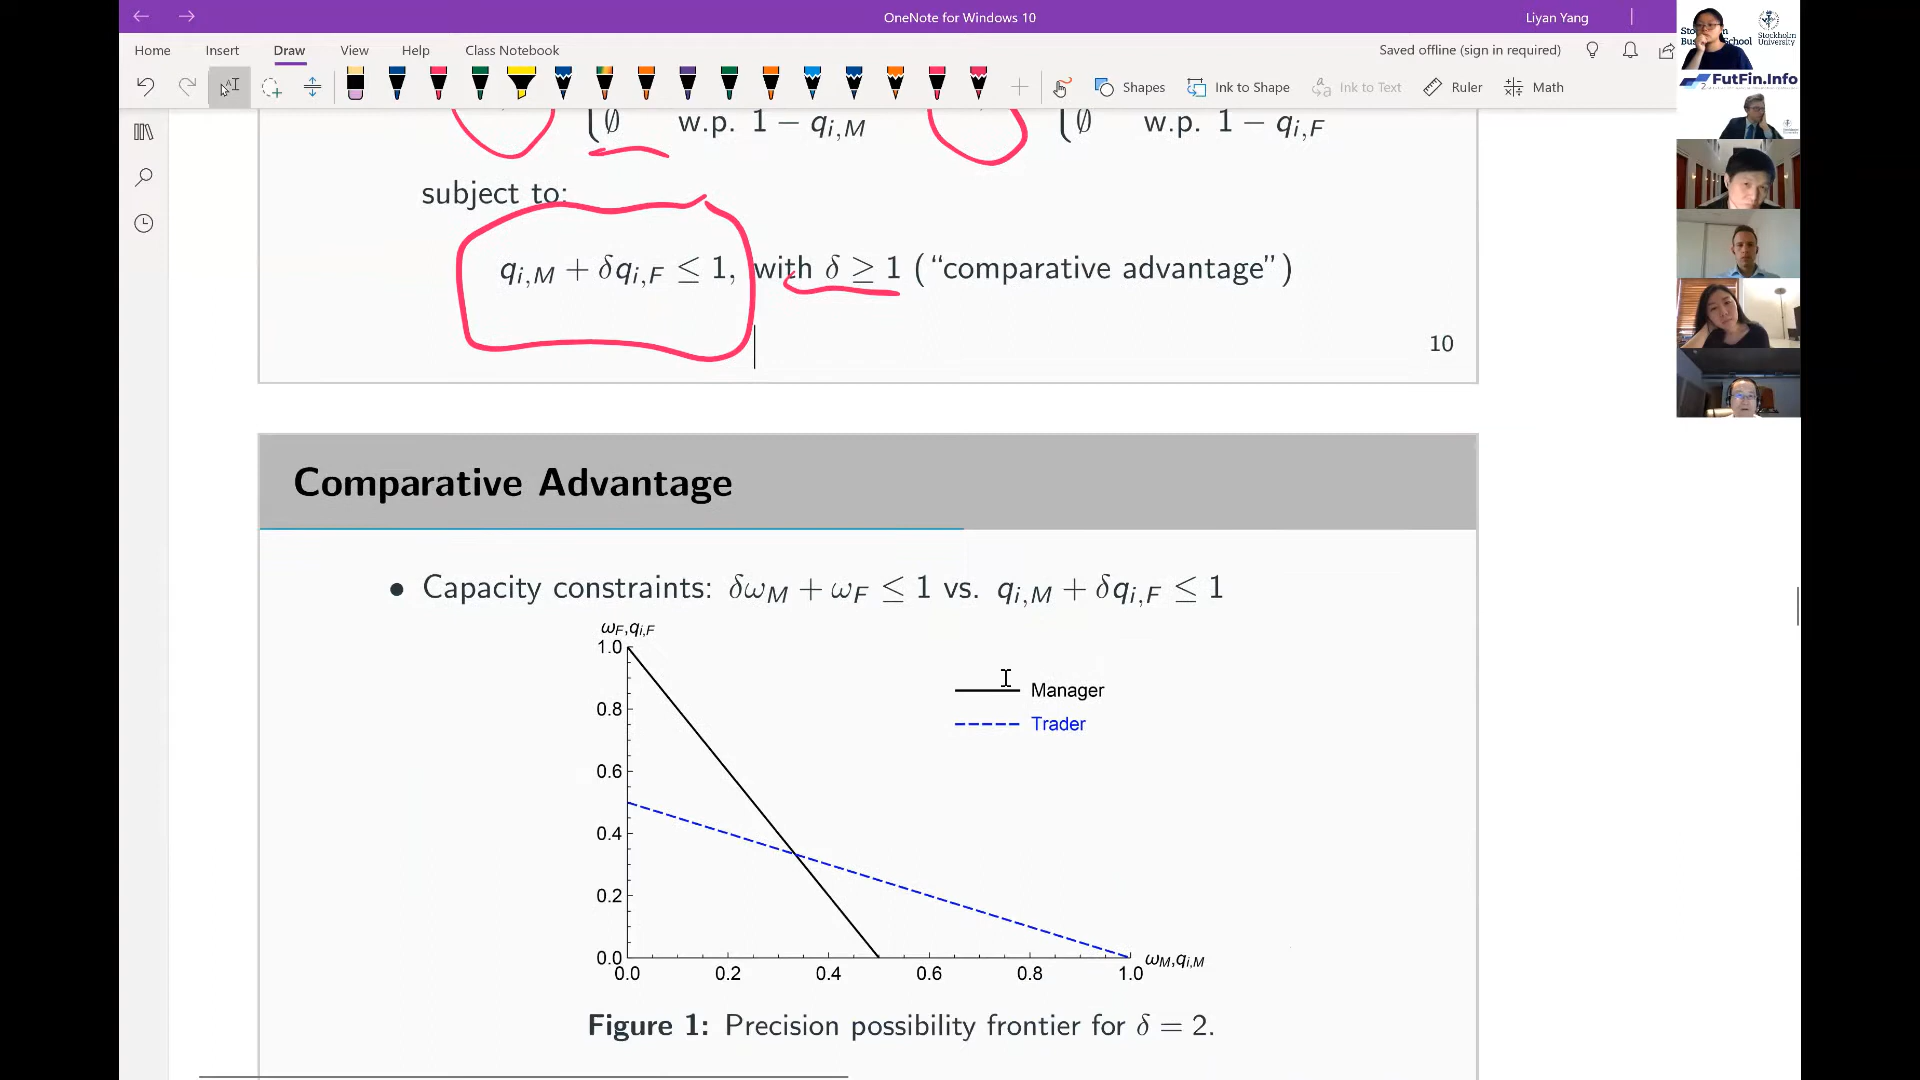 OneNote for Windows 10
Liyan Yang
Home Insert Draw View Help Class Notebook
Saved offline (sign in required)
Shapes Ink to Shape Ink to Text Ruler Math
Stockholm University
FutFin.Info
∅ w.p. 1 − q_{i,M} ∅ w.p. 1 − q_{i,F}
subject to:
q_{i,M} + δq_{i,F} ≤ 1, with δ ≥ 1 (“comparative advantage”)
10
Comparative Advantage
• Capacity constraints: δω_M + ω_F ≤ 1 vs. q_{i,M} + δq_{i,F} ≤ 1
ω_F,q_{i,F}
1.0
Manager
0.8
Trader
0.6
0.4
0.2
0.0
ω_M,q_{i,M}
0.0 0.2 0.4 0.6 0.8 1.0
Figure 1: Precision possibility frontier for δ = 2.